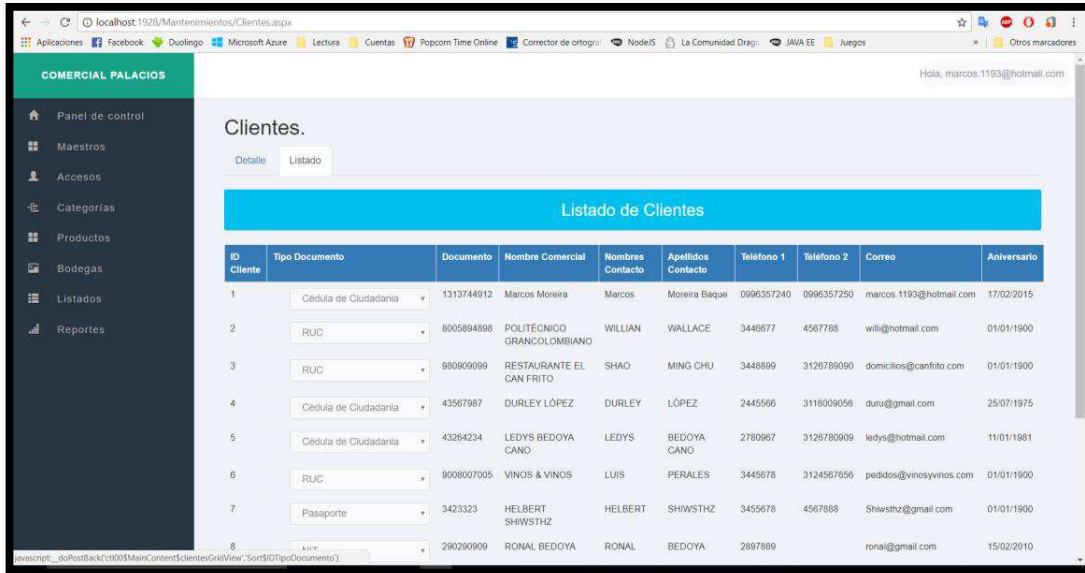 localhost:1928/Mantenimientos/Clientes.aspx
Aplicaciones Facebook Duolingo Microsoft Azure Lectura Cuentas Popcorn Time Online Corrector de ortogra NodeJS La Comunidad Drag JAVA EE Juegos » Otros marcadores
COMERCIAL PALACIOS
Hola, marcos.1193@hotmail.com
Panel de control
Maestros
Accesos
Categorías
Productos
Bodegas
Listados
Reportes
Clientes.
Detalle Listado
Listado de Clientes
ID Cliente Tipo Documento Documento Nombre Comercial Nombres Contacto Apellidos Contacto Teléfono 1 Teléfono 2 Correo Aniversario
1 Cédula de Ciudadania 1313744912 Marcos Moreira Marcos Moreira Baque 0996357240 0996357250 marcos.1193@hotmail.com 17/02/2015
2 RUC 8005894898 POLITÉCNICO GRANCOLOMBIANO WILLIAN WALLACE 3446677 4567788 willi@hotmail.com 01/01/1900
3 RUC 980909099 RESTAURANTE EL CAN FRITO SHAO MING CHU 3448899 3126789090 domicilios@canfrito.com 01/01/1900
4 Cédula de Ciudadania 43567987 DURLEY LÓPEZ DURLEY LÓPEZ 2445566 3118009056 duru@gmail.com 25/07/1975
5 Cédula de Ciudadania 43264234 LEDYS BEDOYA CANO LEDYS BEDOYA CANO 2780967 3126780909 ledys@hotmail.com 11/01/1981
6 RUC 9008007005 VINOS & VINOS LUIS PERALES 3445678 3124567656 pedidos@vinosyvinos.com 01/01/1900
7 Pasaporte 3423323 HELBERT SHIWSTHZ HELBERT SHIWSTHZ 3455678 4567888 Shiwsthz@gmail.com 01/01/1900
8 NIT 290290909 RONAL BEDOYA RONAL BEDOYA 2897889 ronal@gmail.com 15/02/2010
javascript:__doPostBack('ctl00$MainContent$clientesGridView','Sort$IDTipoDocumento')